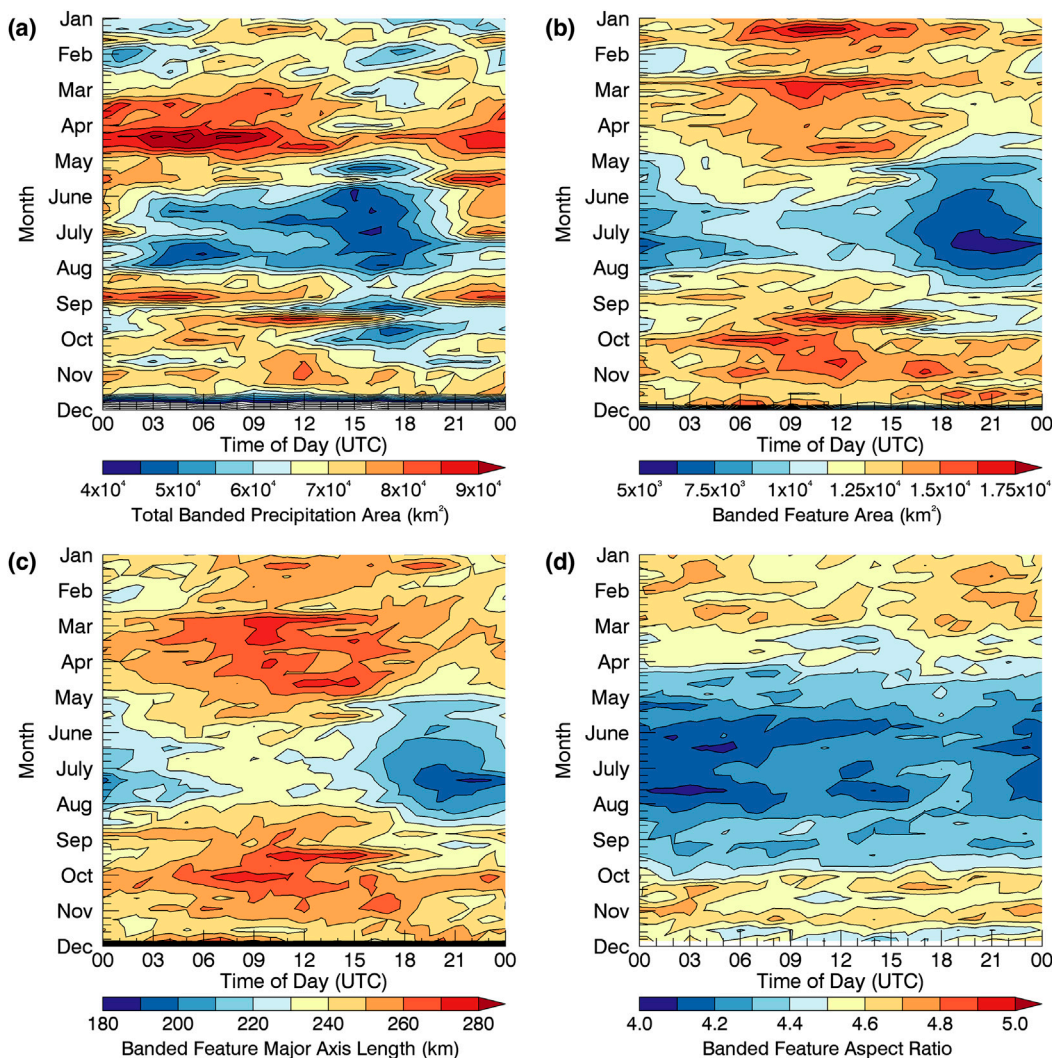 (a)
Month
Jan
Feb
Mar
Apr
May
June
July
Aug
Sep
Oct
Nov
Dec
00 03 06 09 12 15 18 21 00
Time of Day (UTC)
4x10⁴ 5x10⁴ 6x10⁴ 7x10⁴ 8x10⁴ 9x10⁴
Total Banded Precipitation Area (km²)
(b)
Month
Jan
Feb
Mar
Apr
May
June
July
Aug
Sep
Oct
Nov
Dec
00 03 06 09 12 15 18 21 00
Time of Day (UTC)
5x10³ 7.5x10³ 1x10⁴ 1.25x10⁴ 1.5x10⁴ 1.75x10⁴
Banded Feature Area (km²)
(c)
Month
Jan
Feb
Mar
Apr
May
June
July
Aug
Sep
Oct
Nov
Dec
00 03 06 09 12 15 18 21 00
Time of Day (UTC)
180 200 220 240 260 280
Banded Feature Major Axis Length (km)
(d)
Month
Jan
Feb
Mar
Apr
May
June
July
Aug
Sep
Oct
Nov
Dec
00 03 06 09 12 15 18 21 00
Time of Day (UTC)
4.0 4.2 4.4 4.6 4.8 5.0
Banded Feature Aspect Ratio